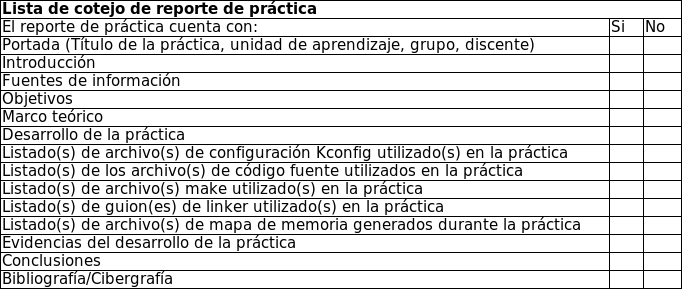 Lista de cotejo de reporte de práctica
El reporte de práctica cuenta con: Si No
Portada (Título de la práctica, unidad de aprendizaje, grupo, discente)
Introducción
Fuentes de información
Objetivos
Marco teórico
Desarrollo de la práctica
Listado(s) de archivo(s) de configuración Kconfig utilizado(s) en la práctica
Listado(s) de los archivo(s) de código fuente utilizados en la práctica
Listado(s) de archivo(s) make utilizado(s) en la práctica
Listado(s) de guion(es) de linker utilizado(s) en la práctica
Listado(s) de archivo(s) de mapa de memoria generados durante la práctica
Evidencias del desarrollo de la práctica
Conclusiones
Bibliografía/Cibergrafía